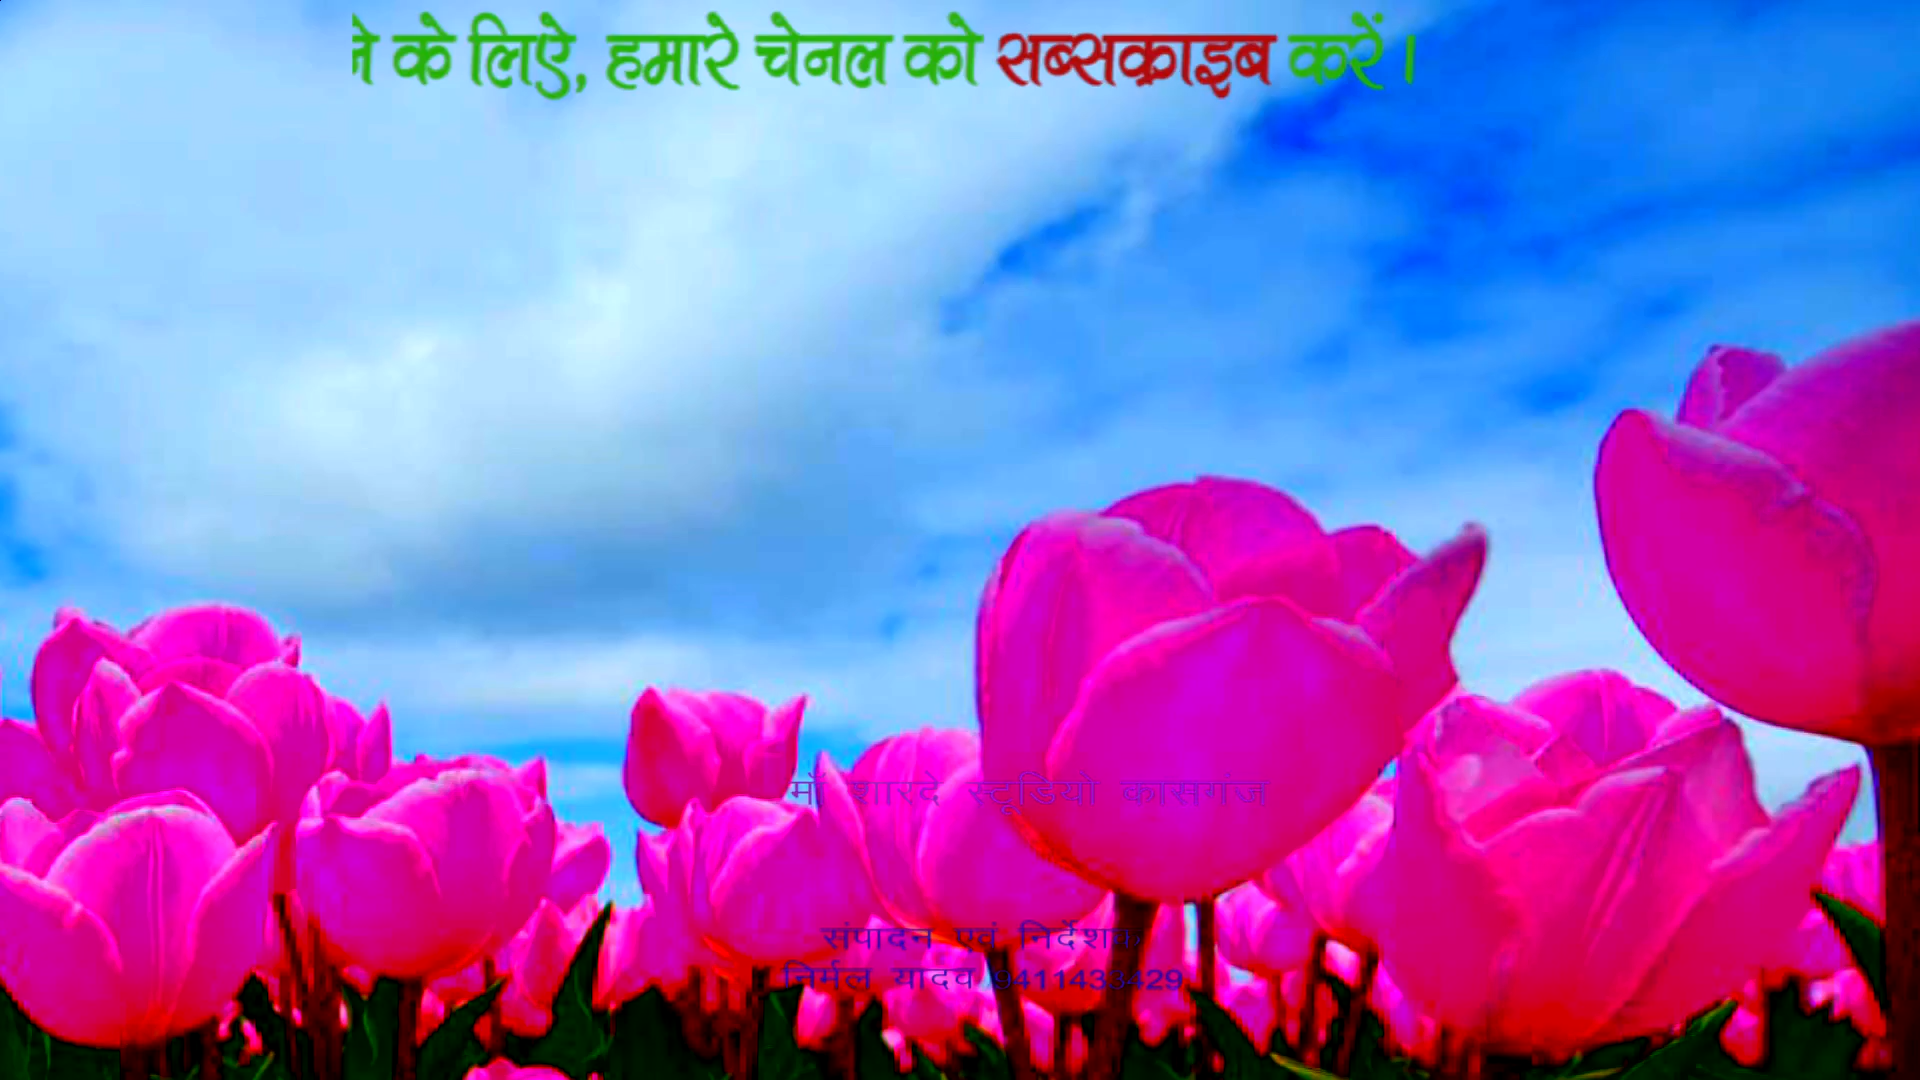 ने के लिऐ, हमारे चेनल को सब्सक्राइब करें।
माँ शारदे स्टूडियो कासगंज
संपादन एवं निर्देशक
निर्मल यादव 9411433429